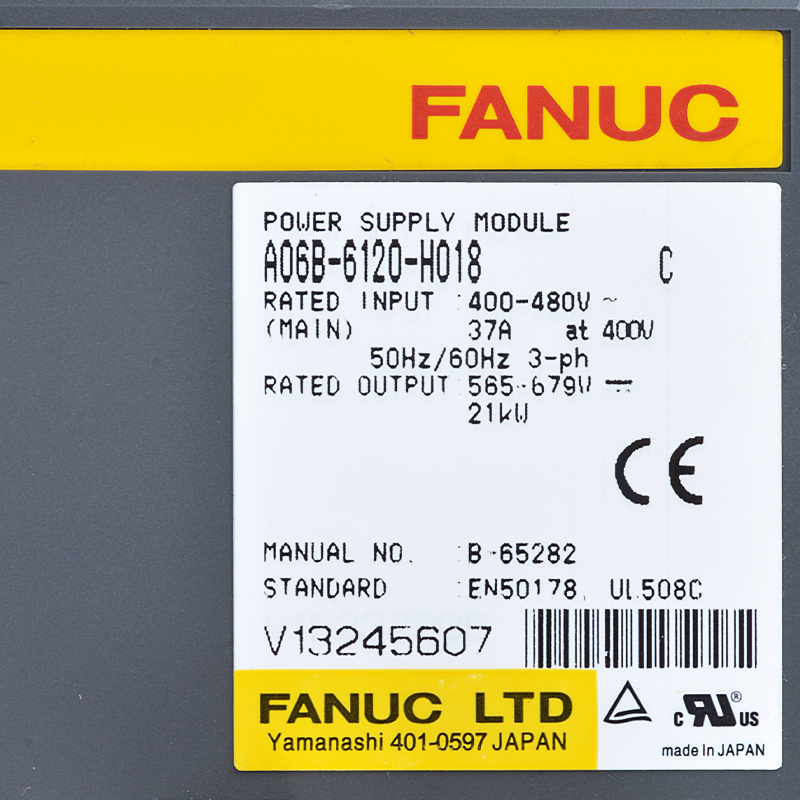 FANUC
POWER SUPPLY MODULE
A06B-6120-H018 C
RATED INPUT : 400-480V ~
(MAIN) 37A at 400V
50Hz/60Hz 3-ph
RATED OUTPUT : 565-679V ⎓
21kW
CE
MANUAL NO. : B-65282
STANDARD : EN50178, UL508C
V13245607
FANUC LTD
Yamanashi 401-0597 JAPAN
c RU ® US
made in JAPAN